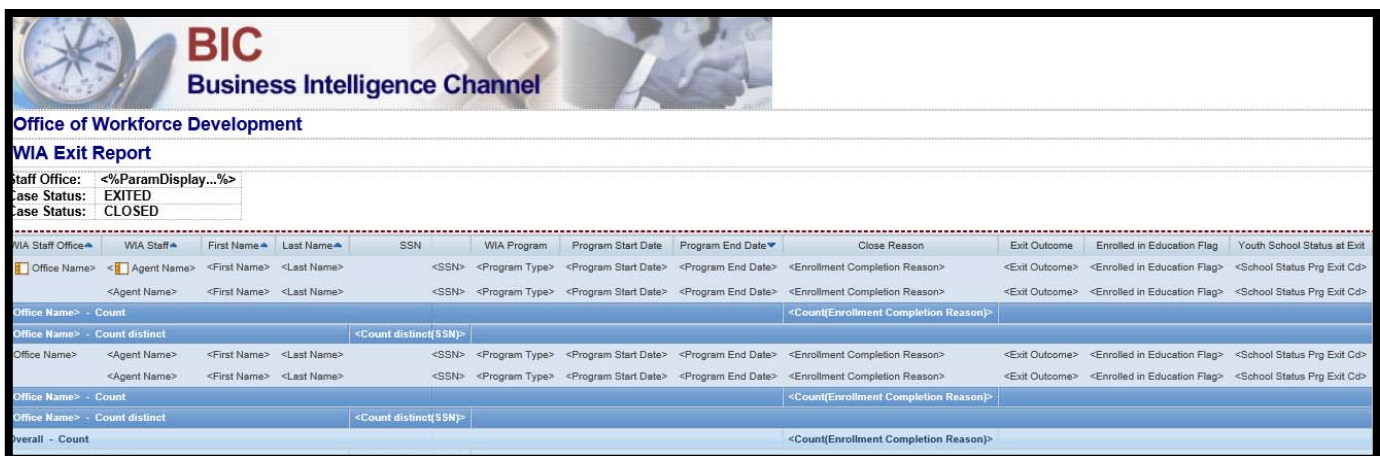 BIC
Business Intelligence Channel
Office of Workforce Development
WIA Exit Report
Staff Office: <%ParamDisplay...%>
Case Status: EXITED
Case Status: CLOSED
WIA Staff Office WIA Staff First Name Last Name SSN WIA Program Program Start Date Program End Date Close Reason Exit Outcome Enrolled in Education Flag Youth School Status at Exit
Office Name> < Agent Name> <First Name> <Last Name> <SSN> <Program Type> <Program Start Date> <Program End Date> <Enrollment Completion Reason> <Exit Outcome> <Enrolled in Education Flag> <School Status Prg Exit Cd>
<Agent Name> <First Name> <Last Name> <SSN> <Program Type> <Program Start Date> <Program End Date> <Enrollment Completion Reason> <Exit Outcome> <Enrolled in Education Flag> <School Status Prg Exit Cd>
Office Name> - Count <Count(Enrollment Completion Reason)>
Office Name> - Count distinct <Count distinct(SSN)>
Office Name> <Agent Name> <First Name> <Last Name> <SSN> <Program Type> <Program Start Date> <Program End Date> <Enrollment Completion Reason> <Exit Outcome> <Enrolled in Education Flag> <School Status Prg Exit Cd>
<Agent Name> <First Name> <Last Name> <SSN> <Program Type> <Program Start Date> <Program End Date> <Enrollment Completion Reason> <Exit Outcome> <Enrolled in Education Flag> <School Status Prg Exit Cd>
Office Name> - Count <Count(Enrollment Completion Reason)>
Office Name> - Count distinct <Count distinct(SSN)>
Overall - Count <Count(Enrollment Completion Reason)>